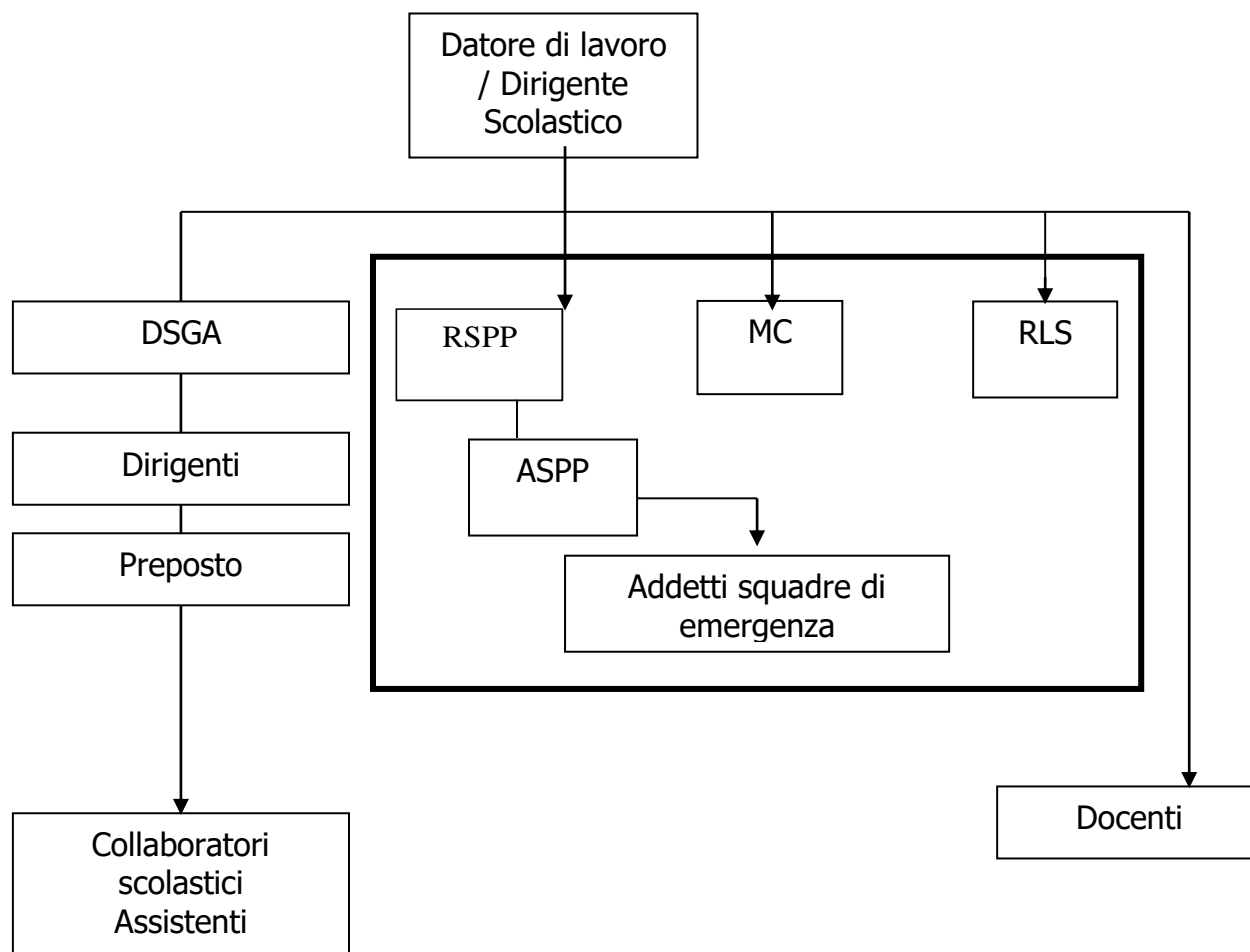 Datore di lavoro
/ Dirigente
Scolastico
DSGA
RSPP
MC
RLS
Dirigenti
ASPP
Preposto
Addetti squadre di
emergenza
Docenti
Collaboratori
scolastici
Assistenti